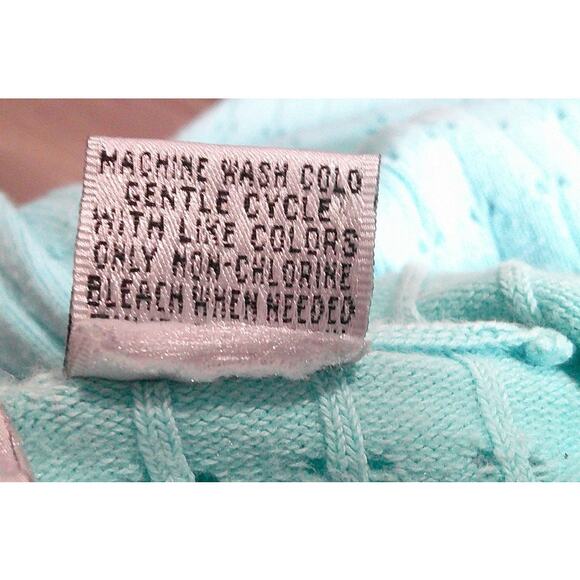 MACHINE WASH COLD
GENTLE CYCLE
WITH LIKE COLORS
ONLY NON-CHLORINE
BLEACH WHEN NEEDED